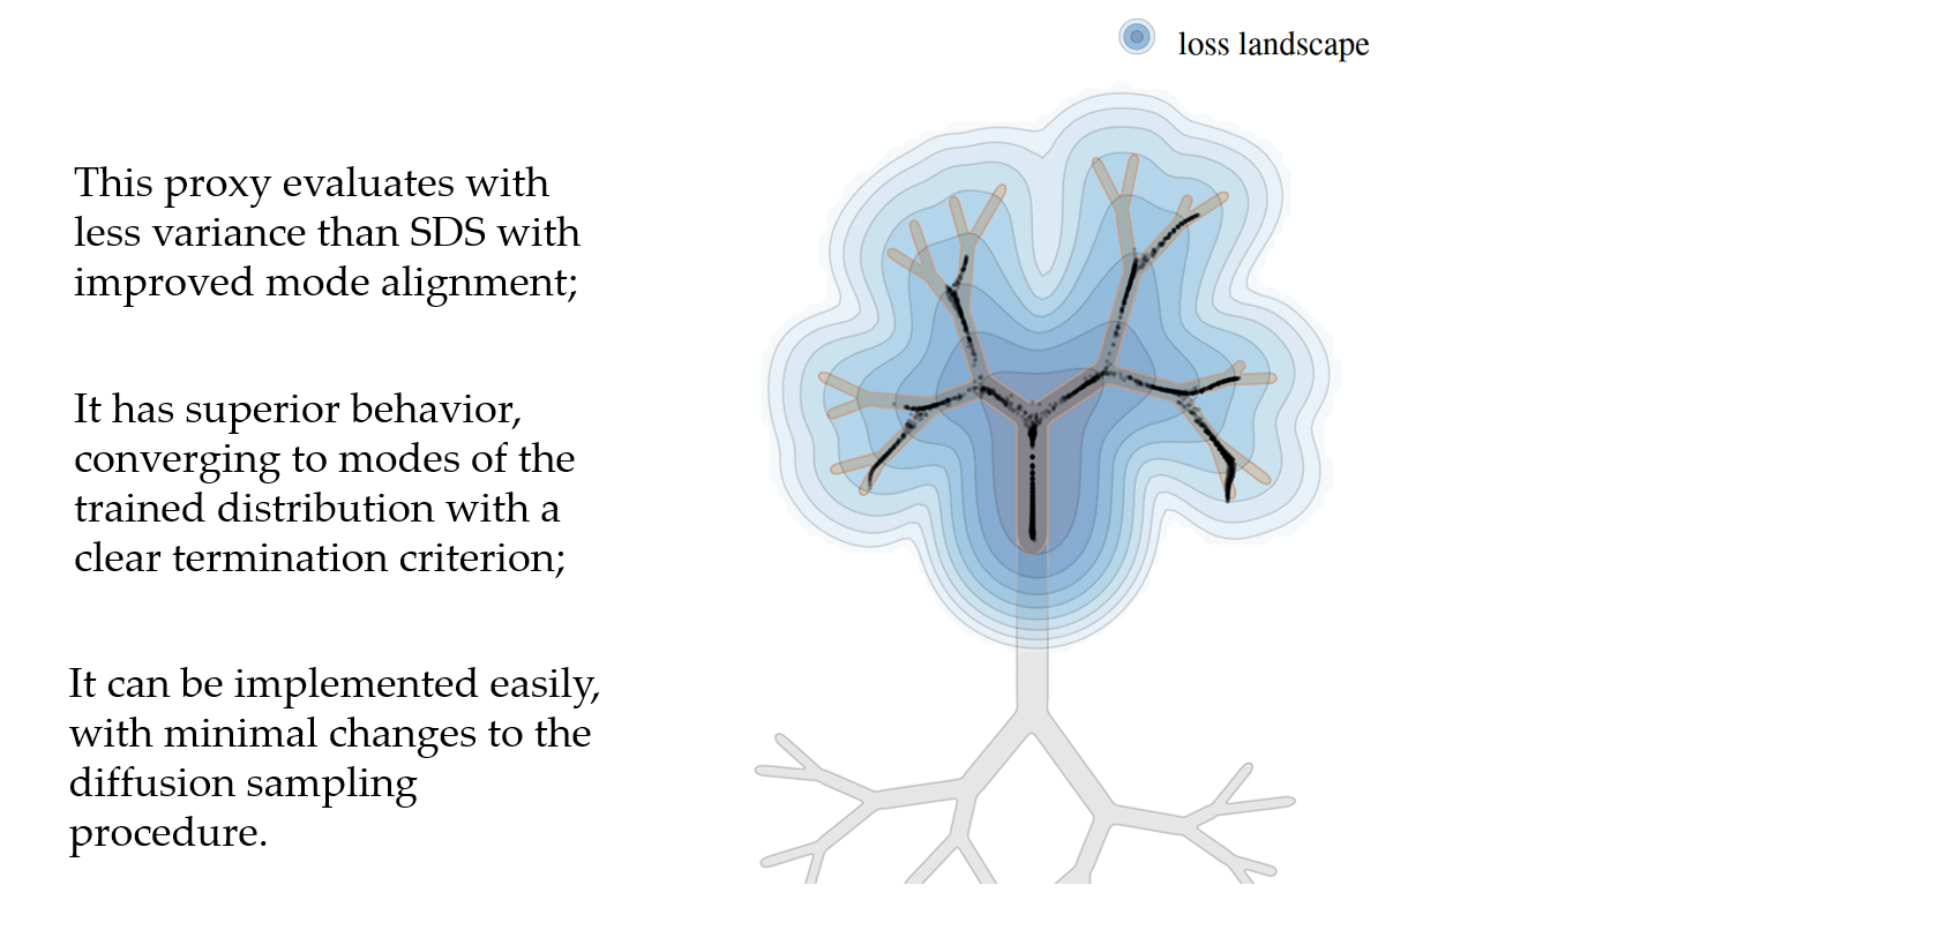 loss landscape
This proxy evaluates with
less variance than SDS with
improved mode alignment;
It has superior behavior,
converging to modes of the
trained distribution with a
clear termination criterion;
It can be implemented easily,
with minimal changes to the
diffusion sampling
procedure.